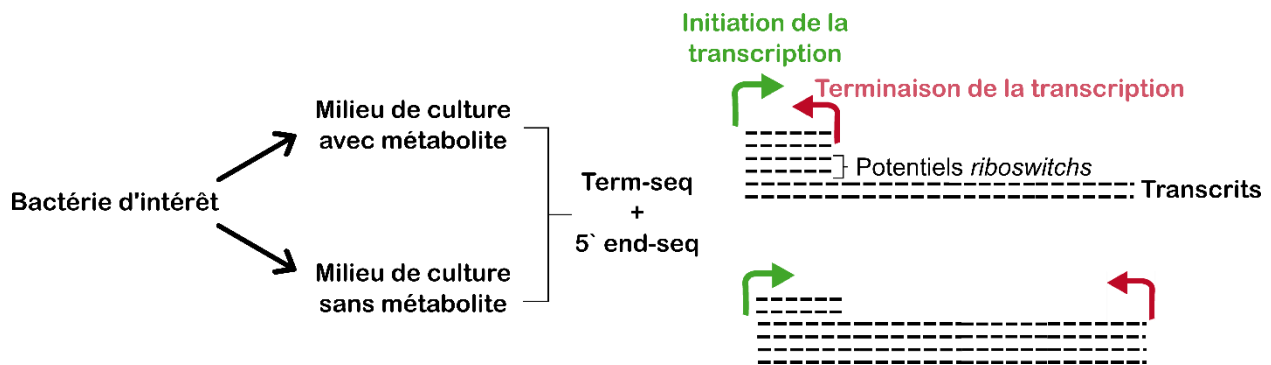 Initiation de la
transcription
Terminaison de la transcription
Milieu de culture
avec métabolite
Potentiels riboswitchs
Term-seq
+
5` end-seq
Transcrits
Bactérie d'intérêt
Milieu de culture
sans métabolite